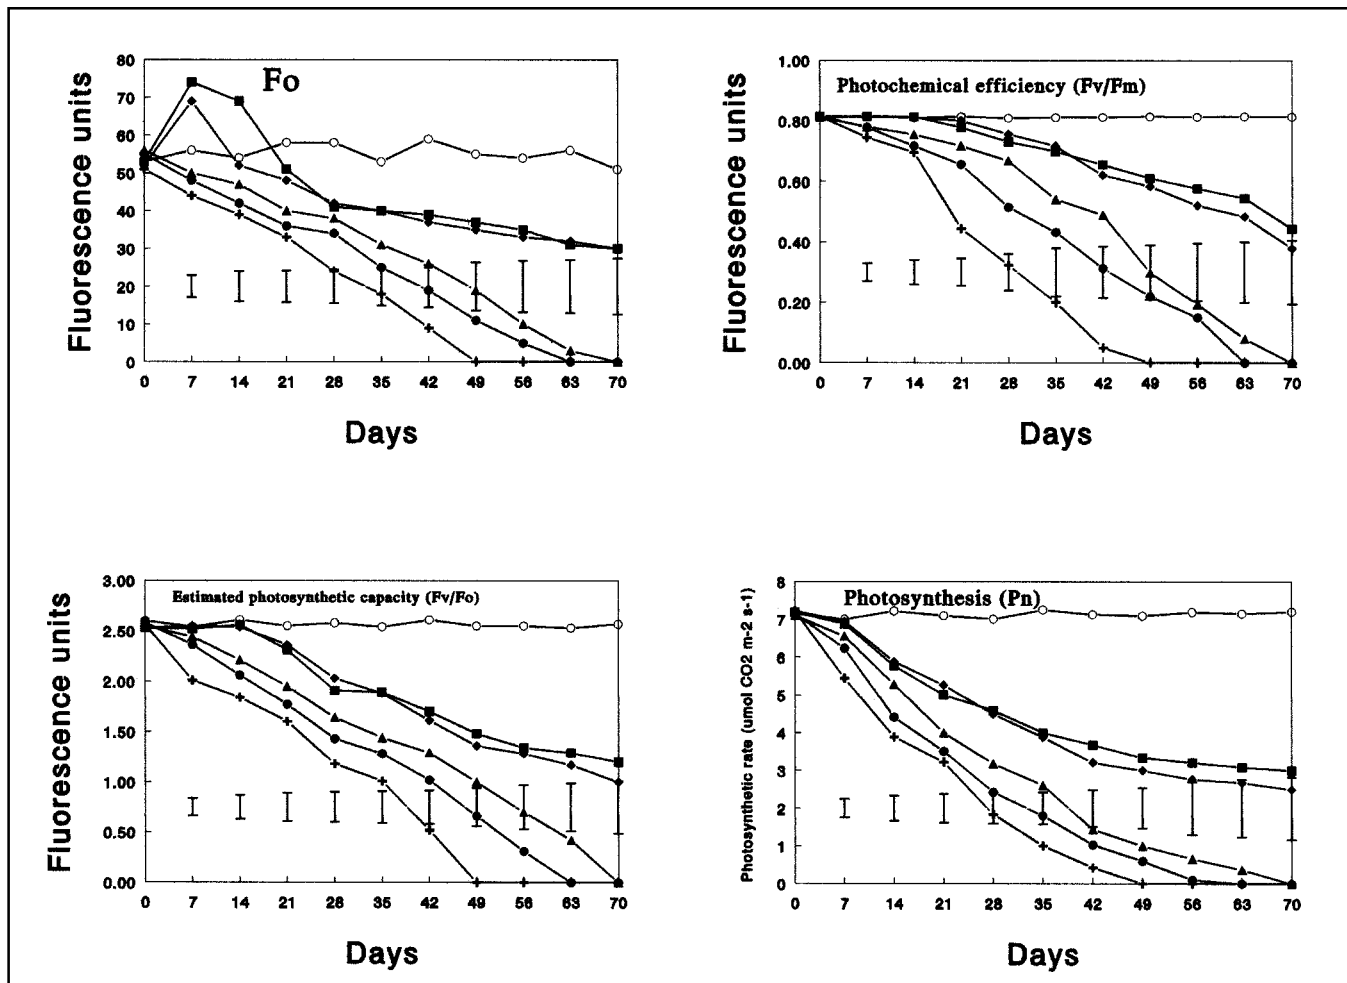 Fo
Fluorescence units
80
70
60
50
40
30
20
10
0
0 7 14 21 28 35 42 49 56 63 70
Days
Photochemical efficiency (Fv/Fm)
Fluorescence units
1.00
0.80
0.60
0.40
0.20
0.00
0 7 14 21 28 35 42 49 56 63 70
Days
Estimated photosynthetic capacity (Fv/Fo)
Fluorescence units
3.00
2.50
2.00
1.50
1.00
0.50
0.00
0 7 14 21 28 35 42 49 56 63 70
Days
Photosynthesis (Pn)
Photosynthetic rate (umol CO2 m-2 s-1)
8
7
6
5
4
3
2
1
0
0 7 14 21 28 35 42 49 56 63 70
Days